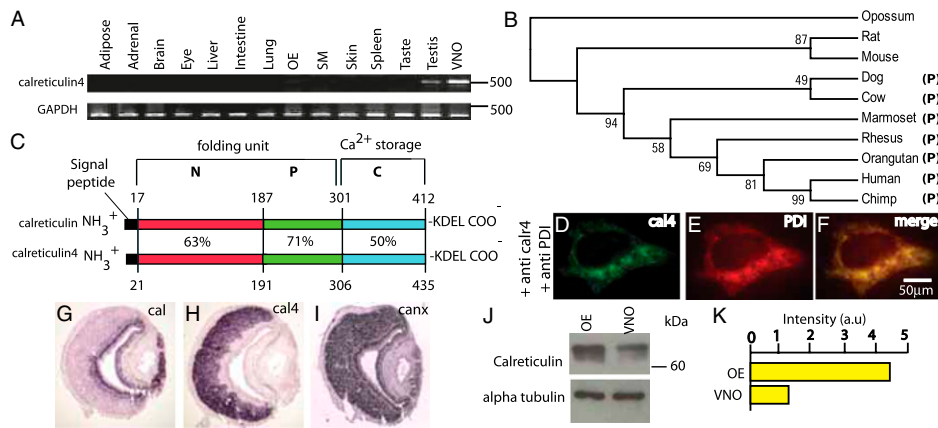 A
Adipose
Adrenal
Brain
Eye
Liver
Intestine
Lung
OE
SM
Skin
Spleen
Taste
Testis
VNO
calreticulin4
500
GAPDH
500
B
Opossum
87
Rat
Mouse
49
Dog (P)
Cow (P)
94
Marmoset (P)
58
Rhesus (P)
69
Orangutan (P)
81
Human (P)
99
Chimp (P)
C
folding unit
Ca2+ storage
Signal
peptide
N P C
17 187 301 412
calreticulin NH3+ -KDEL COO-
63% 71% 50%
calreticulin4 NH3+ -KDEL COO-
21 191 306 435
+ anti calr4
+ anti PDI
D cal4
E PDI
F merge
50μm
G cal
H cal4
I canx
J
OE
VNO
kDa
Calreticulin
60
alpha tubulin
K
Intensity (a.u)
0 1 2 3 4 5
OE
VNO